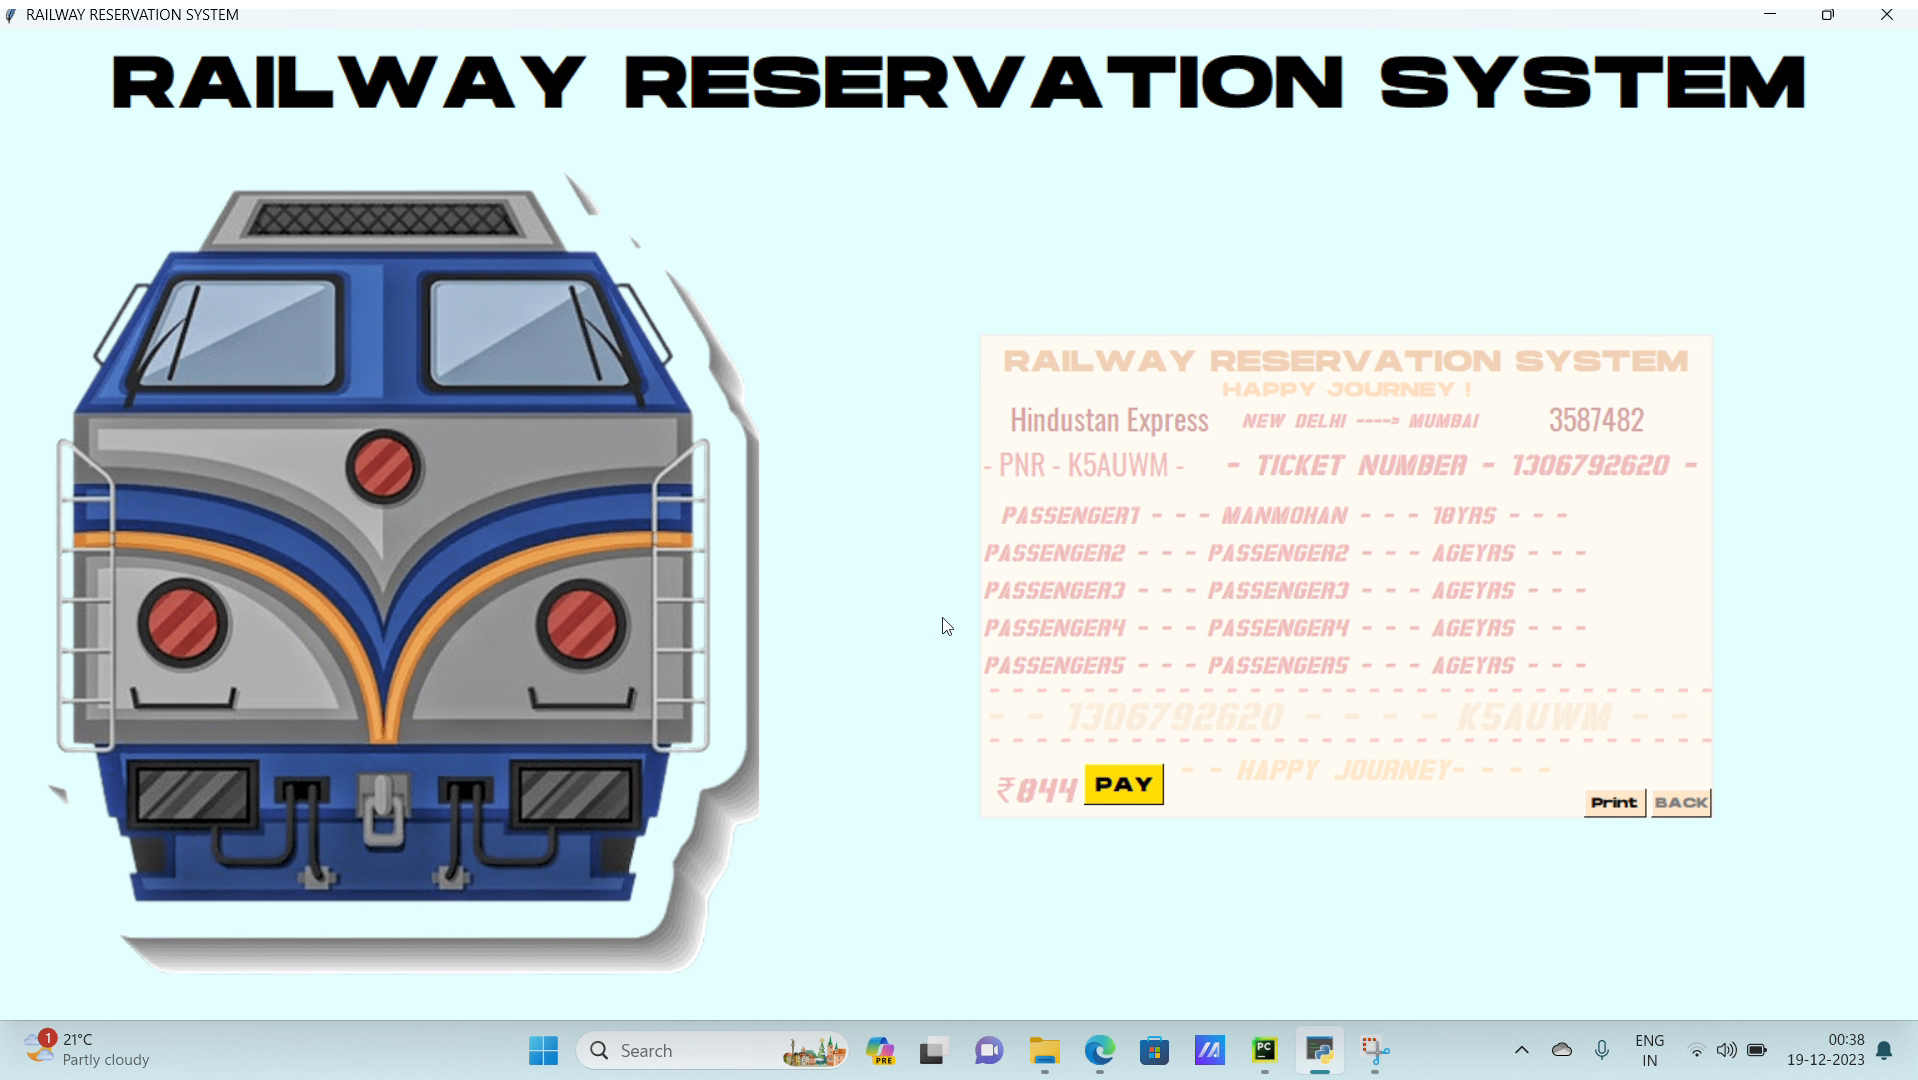 RAILWAY RESERVATION SYSTEM
RAILWAY RESERVATION SYSTEM
RAILWAY RESERVATION SYSTEM
HAPPY JOURNEY !
Hindustan Express NEW DELHI ----> MUMBAI 3587482
- PNR - K5AUWM - - TICKET NUMBER - 1306792620 -
PASSENGER1 - - - MANMOHAN - - - 18YRS - - -
PASSENGER2 - - - PASSENGER2 - - - AGEYRS - - -
PASSENGER3 - - - PASSENGER3 - - - AGEYRS - - -
PASSENGER4 - - - PASSENGER4 - - - AGEYRS - - -
PASSENGER5 - - - PASSENGER5 - - - AGEYRS - - -
- - 1306792620 - - - - K5AUWM - -
- - HAPPY JOURNEY- - - -
₹844 PAY
Print BACK
1 21°C
Partly cloudy
Search
PRE
PC
ENG
IN
00:38
19-12-2023